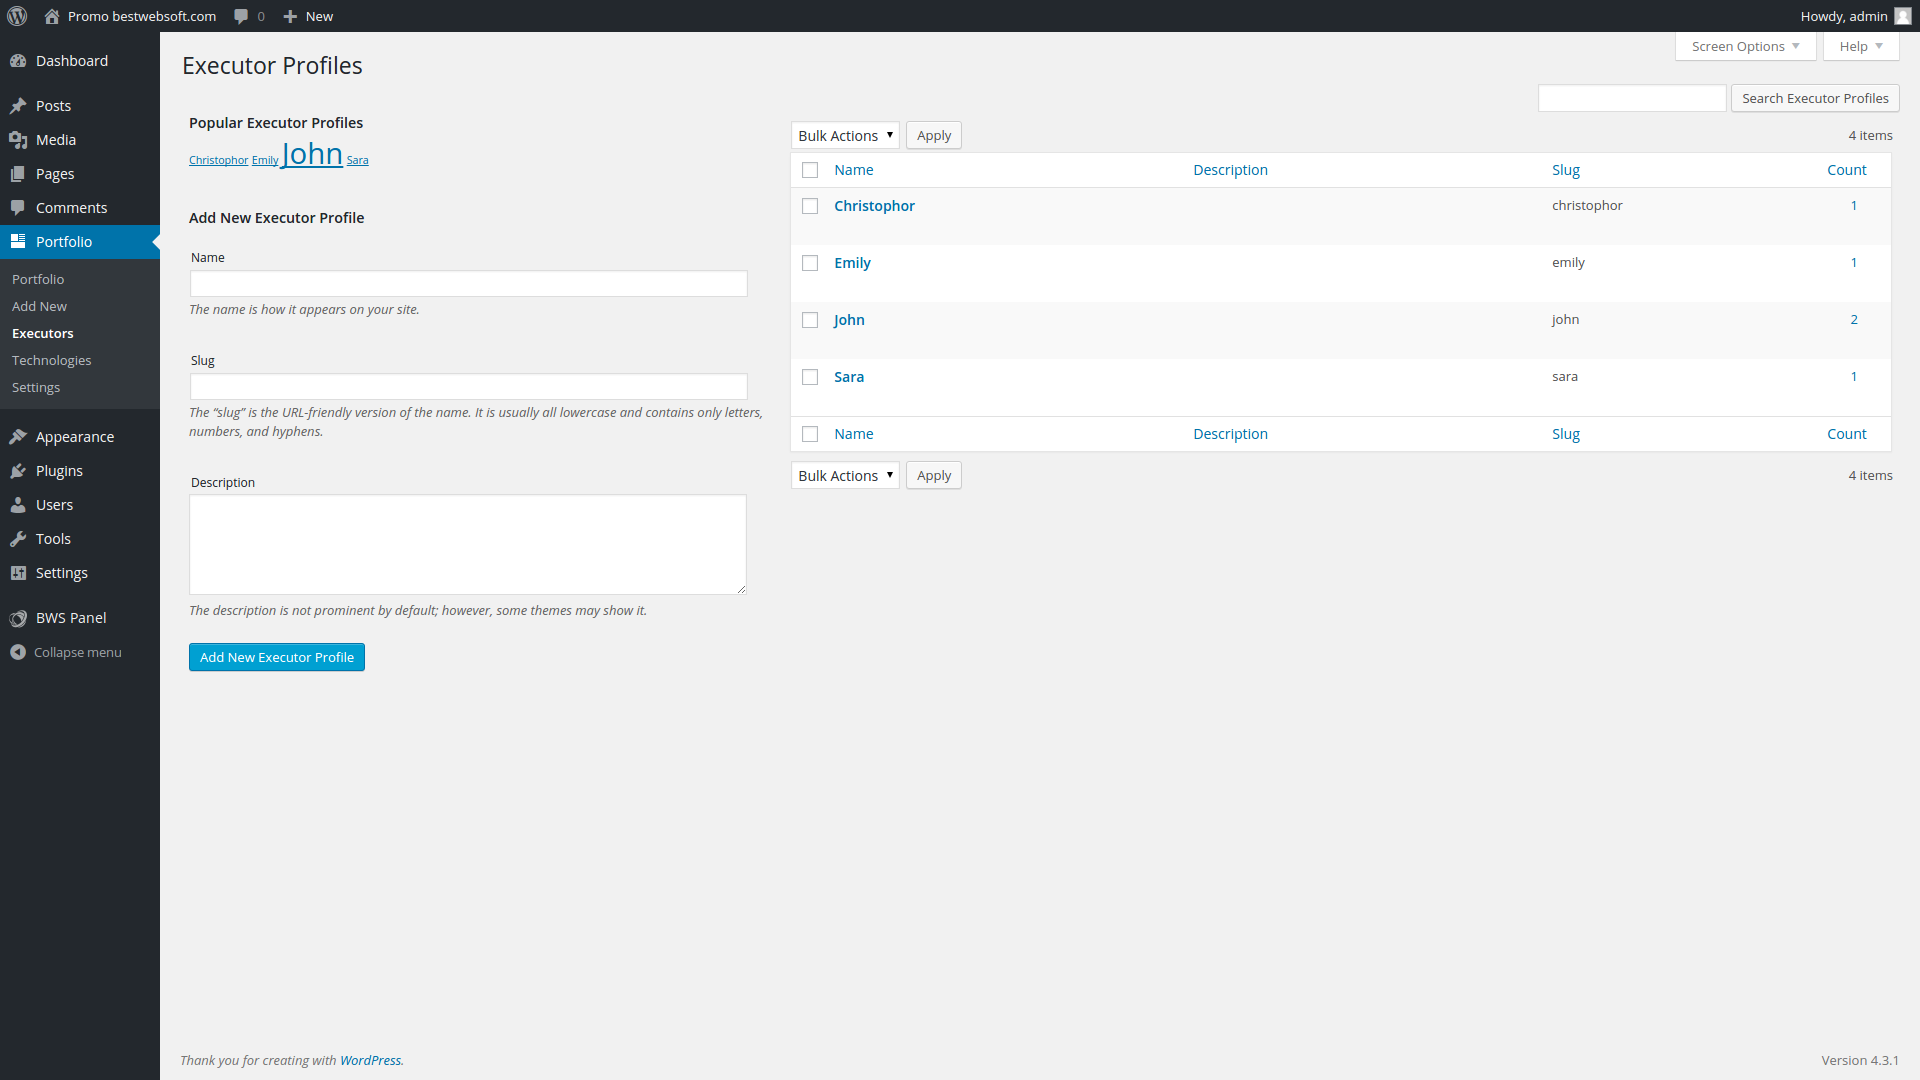 Promo bestwebsoft.com 0 New Howdy, admin
Dashboard
Posts
Media
Pages
Comments
Portfolio
Portfolio
Add New
Executors
Technologies
Settings
Appearance
Plugins
Users
Tools
Settings
BWS Panel
Collapse menu
Screen Options Help
Executor Profiles
Search Executor Profiles
Popular Executor Profiles
Christophor Emily John Sara
Add New Executor Profile
Name
The name is how it appears on your site.
Slug
The “slug” is the URL-friendly version of the name. It is usually all lowercase and contains only letters,
numbers, and hyphens.
Description
The description is not prominent by default; however, some themes may show it.
Add New Executor Profile
Bulk Actions Apply 4 items
Name Description Slug Count
Christophor christophor 1
Emily emily 1
John john 2
Sara sara 1
Name Description Slug Count
Bulk Actions Apply 4 items
Thank you for creating with WordPress. Version 4.3.1